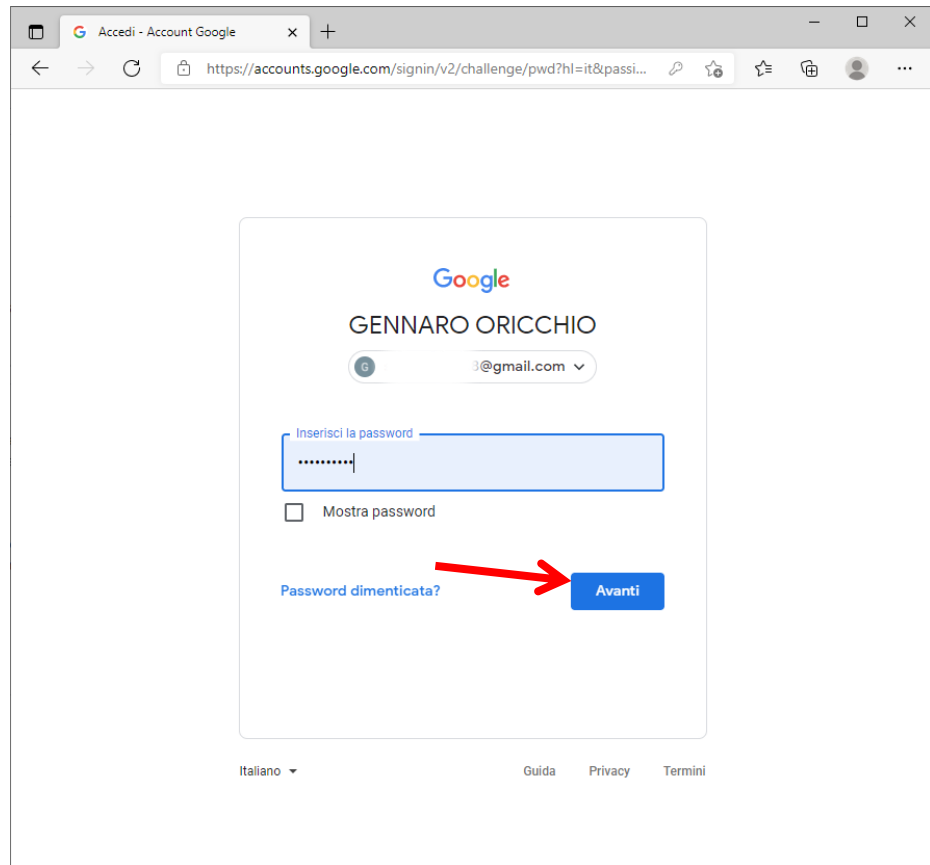 G Accedi - Account Google
https://accounts.google.com/signin/v2/challenge/pwd?hl=it&passi...
Google
GENNARO ORICCHIO
G 3@gmail.com
Inserisci la password
••••••••••
Mostra password
Password dimenticata?
Avanti
Italiano
Guida Privacy Termini